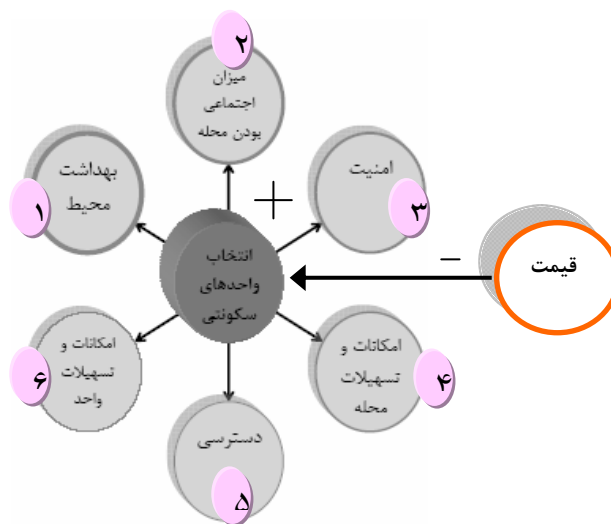 ۲
میزان
اجتماعی
بودن محله
امنیت
۳
بهداشت
محیط
۱
+
انتخاب
واحدهای
سکونتی
–
قیمت
امکانات و
تسهیلات
محله
۴
امکانات و
تسهیلات
واحد
۶
دسترسی
۵